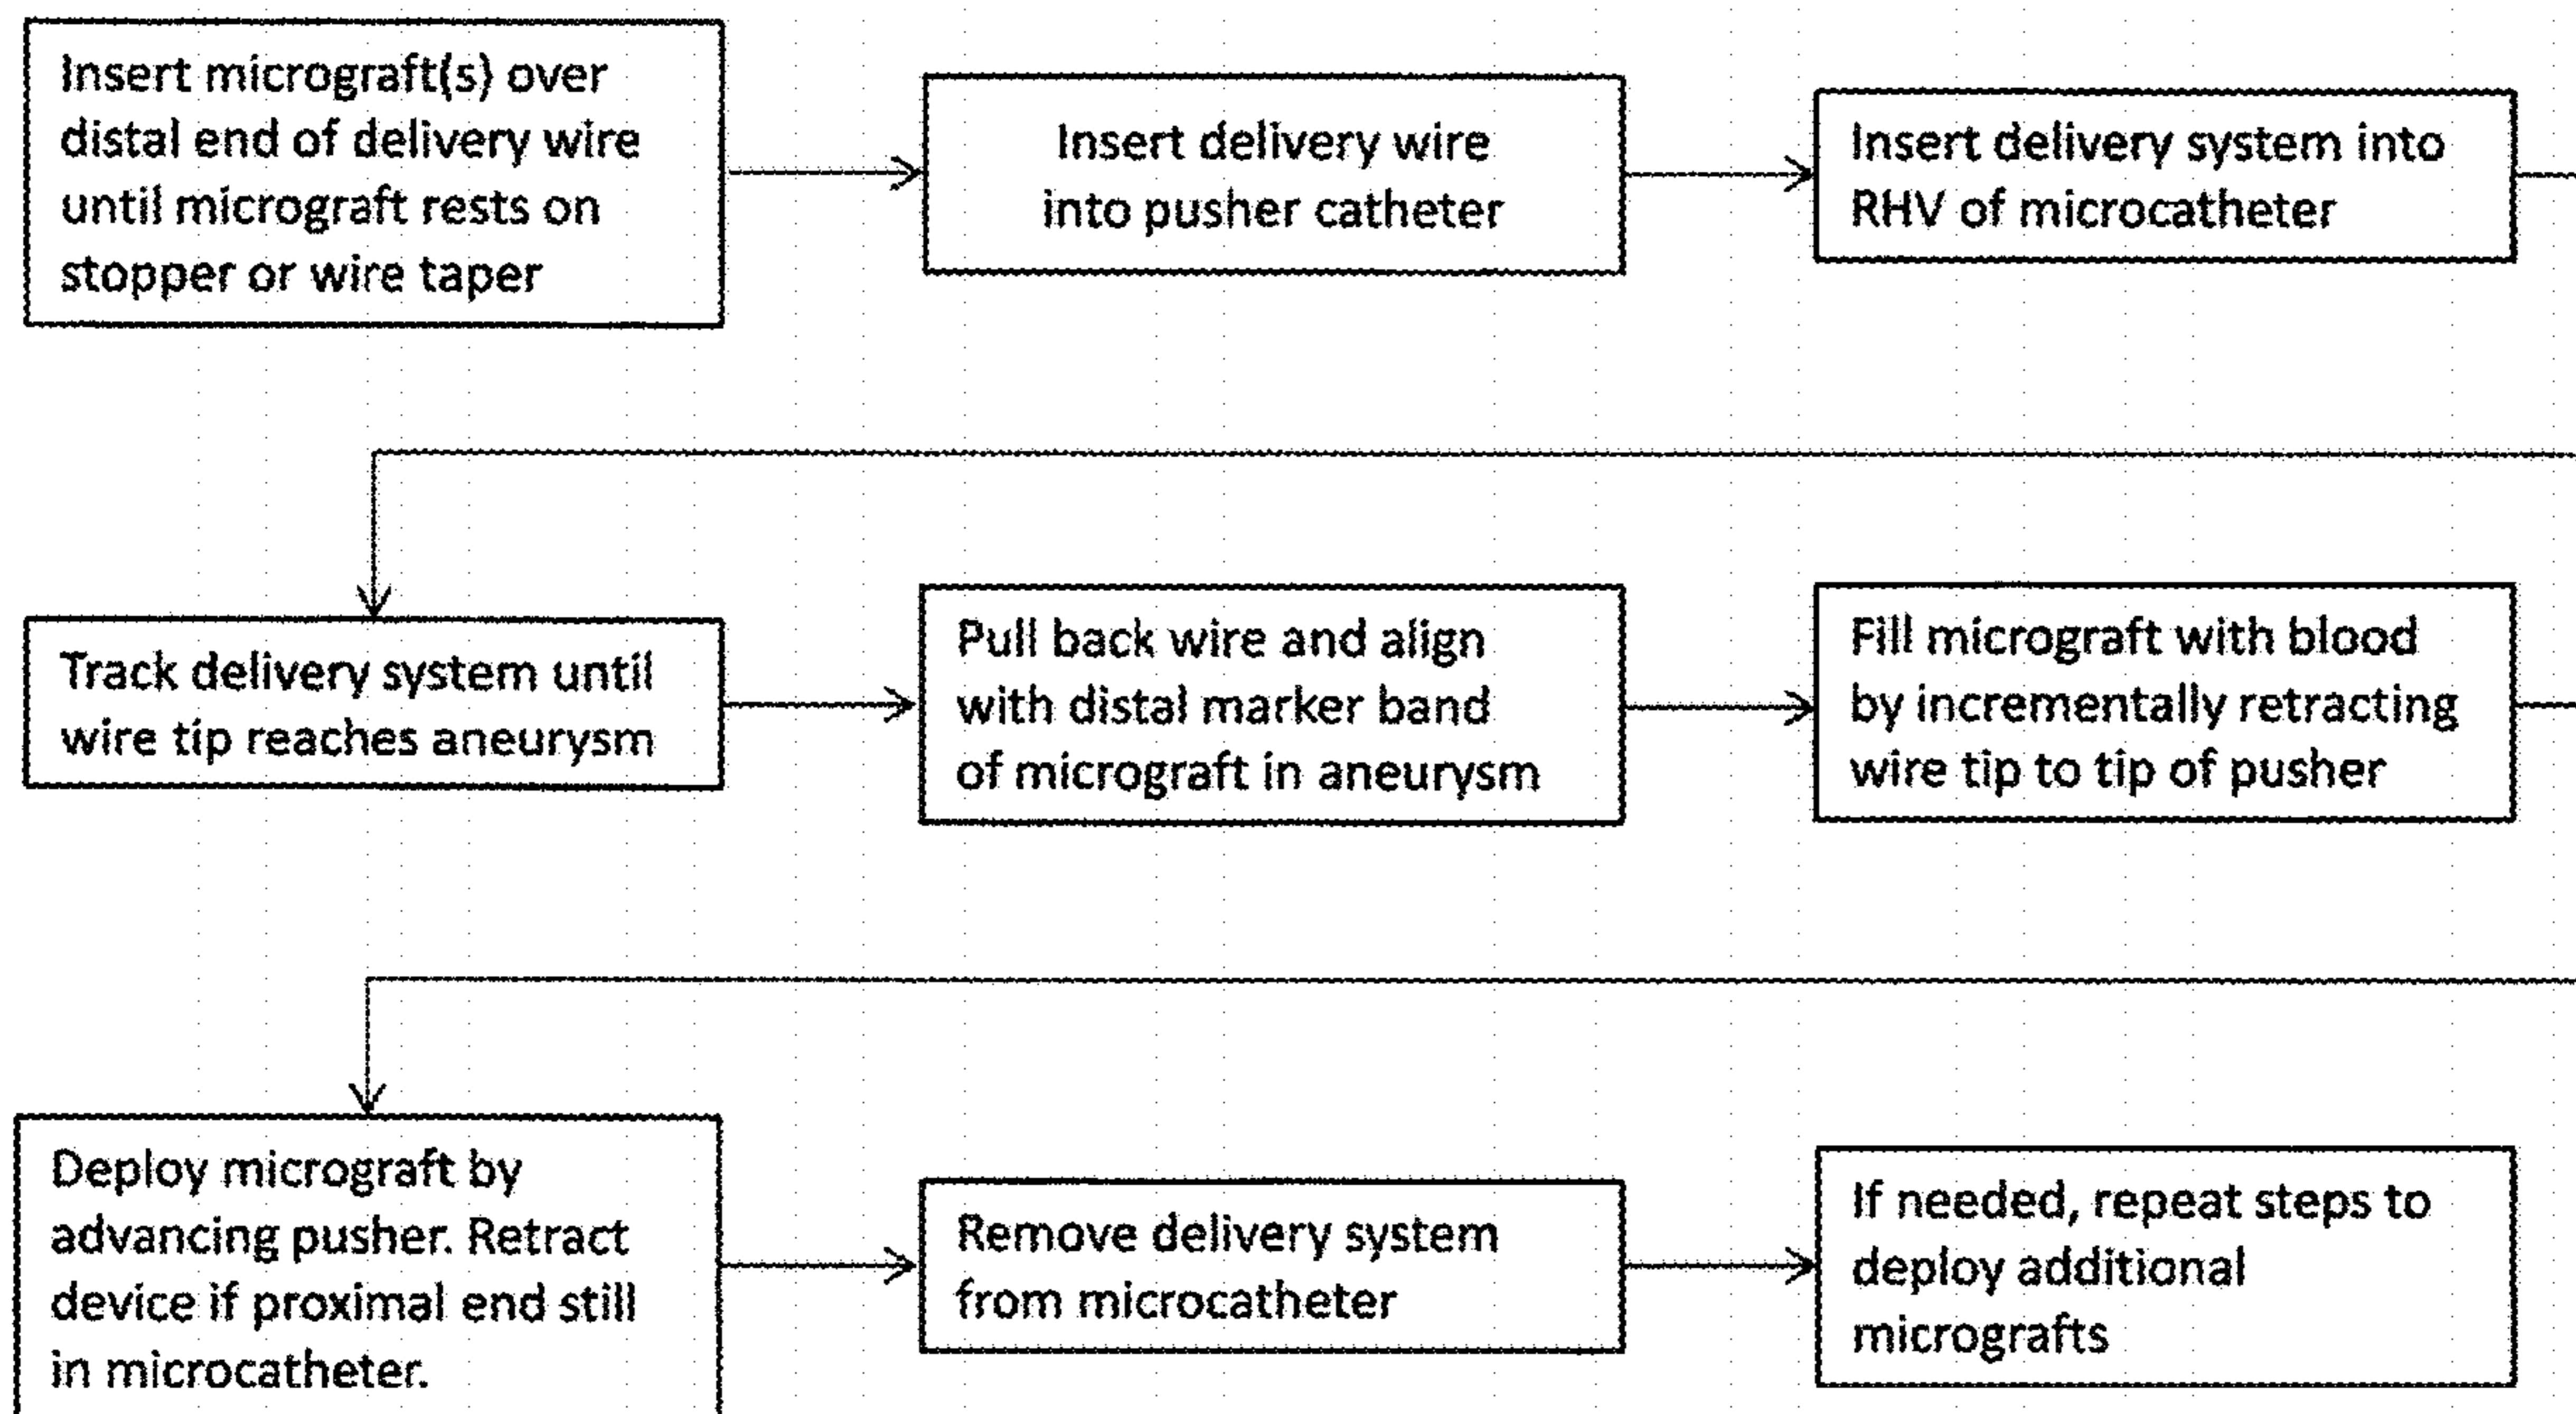 Insert micrograft(s) over
distal end of delivery wire
until micrograft rests on
stopper or wire taper
Insert delivery wire
into pusher catheter
Insert delivery system into
RHV of microcatheter
Track delivery system until
wire tip reaches aneurysm
Pull back wire and align
with distal marker band
of micrograft in aneurysm
Fill micrograft with blood
by incrementally retracting
wire tip to tip of pusher
Deploy micrograft by
advancing pusher. Retract
device if proximal end still
in microcatheter.
Remove delivery system
from microcatheter
If needed, repeat steps to
deploy additional
micrografts